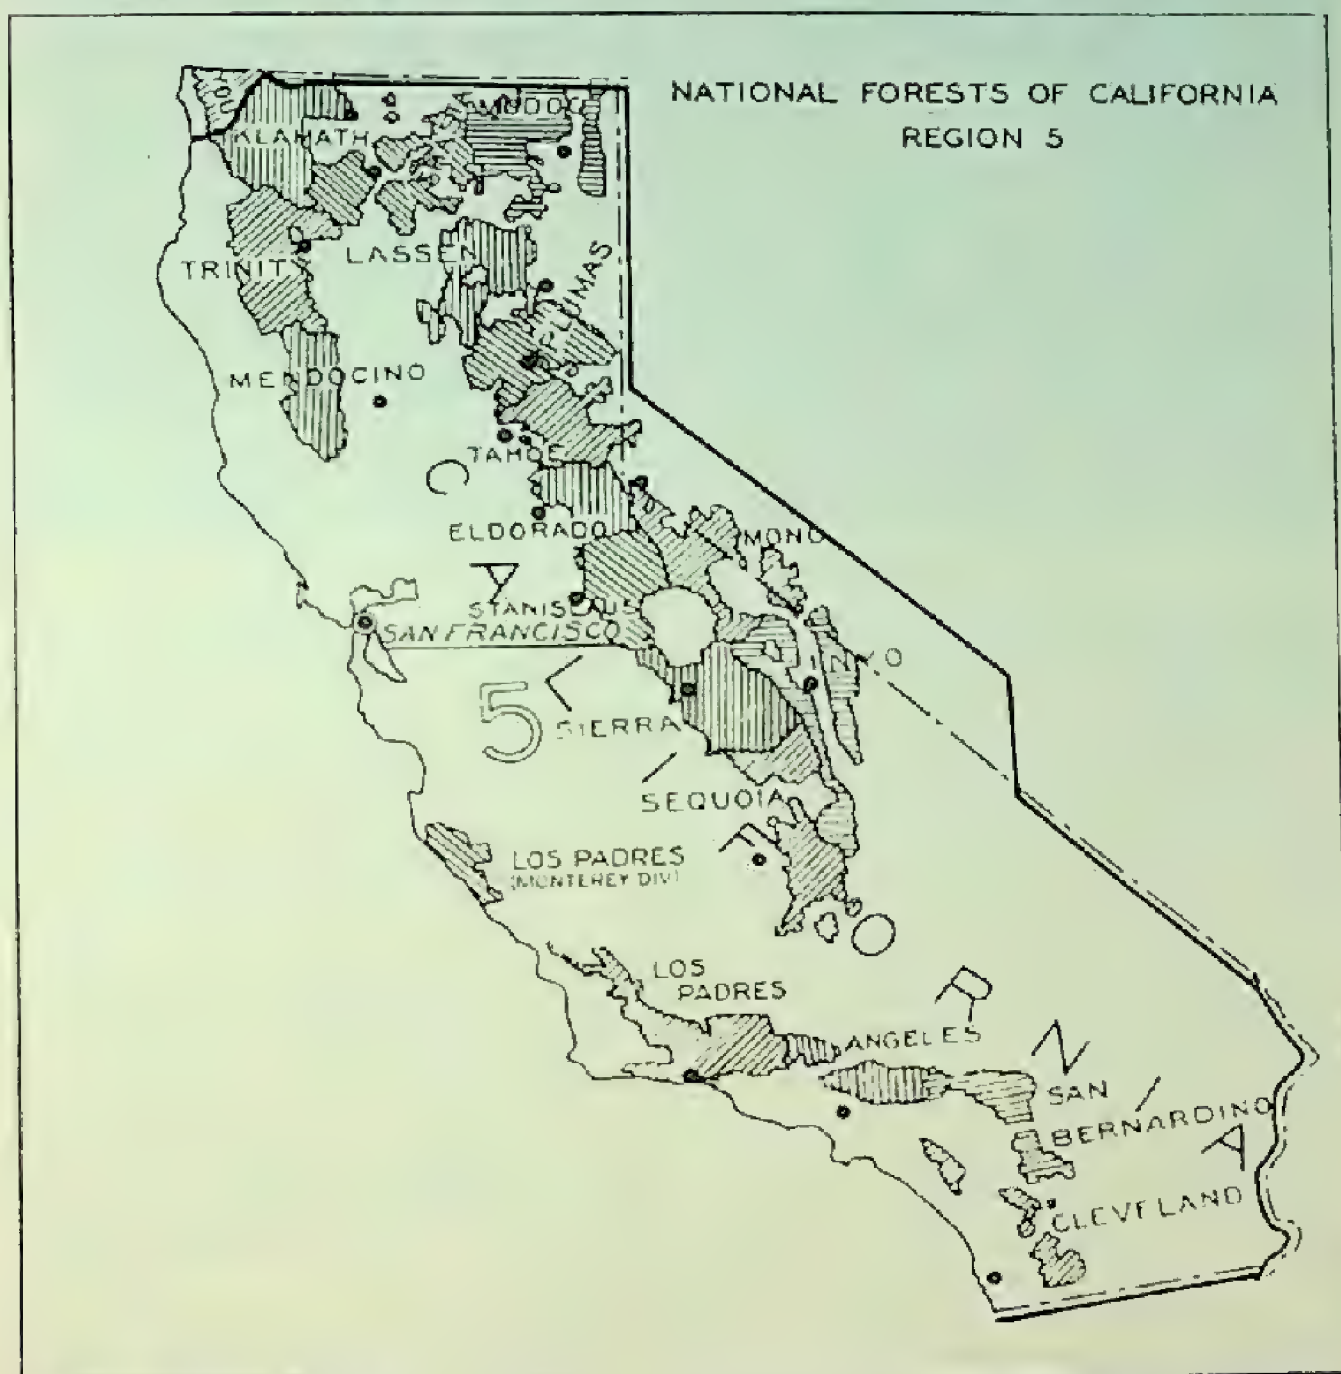 NATIONAL FORESTS OF CALIFORNIA
REGION 5
KLAMATH
MODOC
TRINITY
LASSEN
PLUMAS
MENDOCINO
TAHOE
ELDORADO
MONO
STANISLAUS
SAN FRANCISCO
INYO
5
SIERRA
SEQUOIA
LOS PADRES
(MONTEREY DIV)
LOS
PADRES
ANGELES
SAN
BERNARDINO
CLEVELAND
CALIFORNIA